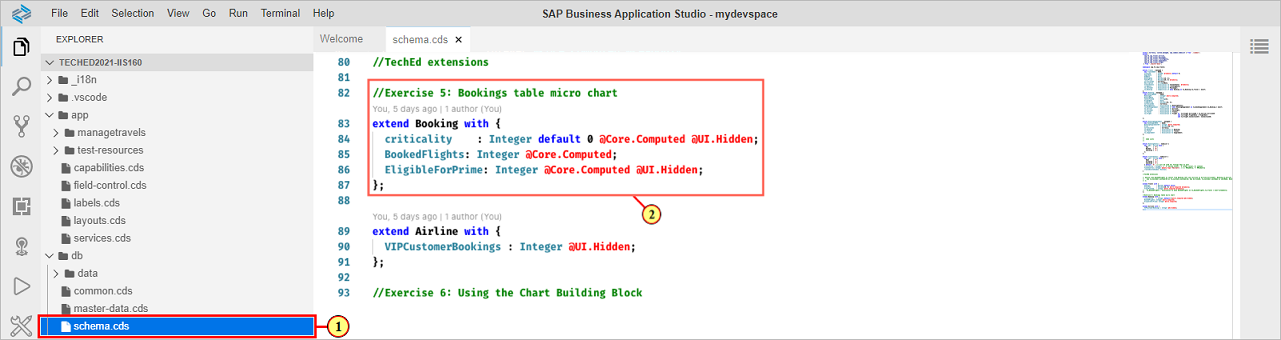 File Edit Selection View Go Run Terminal Help
SAP Business Application Studio - mydevspace
EXPLORER
TECHED2021-IIS160
_i18n
.vscode
app
managetravels
test-resources
capabilities.cds
field-control.cds
labels.cds
layouts.cds
services.cds
db
data
common.cds
master-data.cds
schema.cds
1
Welcome schema.cds ×
80 //TechEd extensions
81
82 //Exercise 5: Bookings table micro chart
You, 5 days ago | 1 author (You)
83 extend Booking with {
84 criticality : Integer default 0 @Core.Computed @UI.Hidden;
85 BookedFlights: Integer @Core.Computed;
86 EligibleForPrime: Integer @Core.Computed @UI.Hidden;
87 };
88
2
You, 5 days ago | 1 author (You)
89 extend Airline with {
90 VIPCustomerBookings : Integer @UI.Hidden;
91 };
92
93 //Exercise 6: Using the Chart Building Block